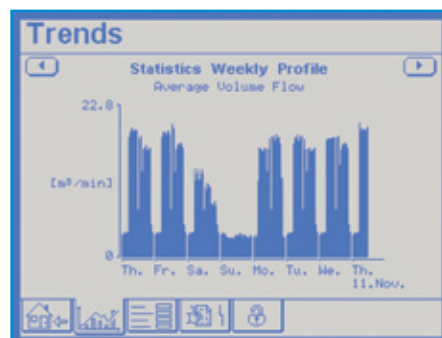 Trends
Statistics Weekly Profile
Average Volume Flow
22.8
[m³/min]
0
Th. Fr. Sa. Su. Mo. Tu. We. Th.
11.Nov.